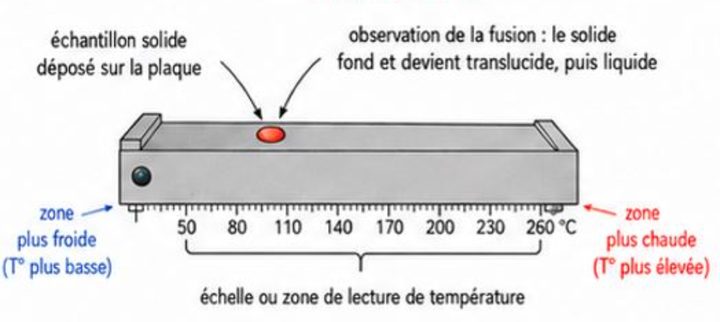 échantillon solide
déposé sur la plaque
observation de la fusion : le solide
fond et devient translucide, puis liquide
zone
plus froide
(T° plus basse)
50 80 110 140 170 200 230 260 °C
zone
plus chaude
(T° plus élevée)
échelle ou zone de lecture de température